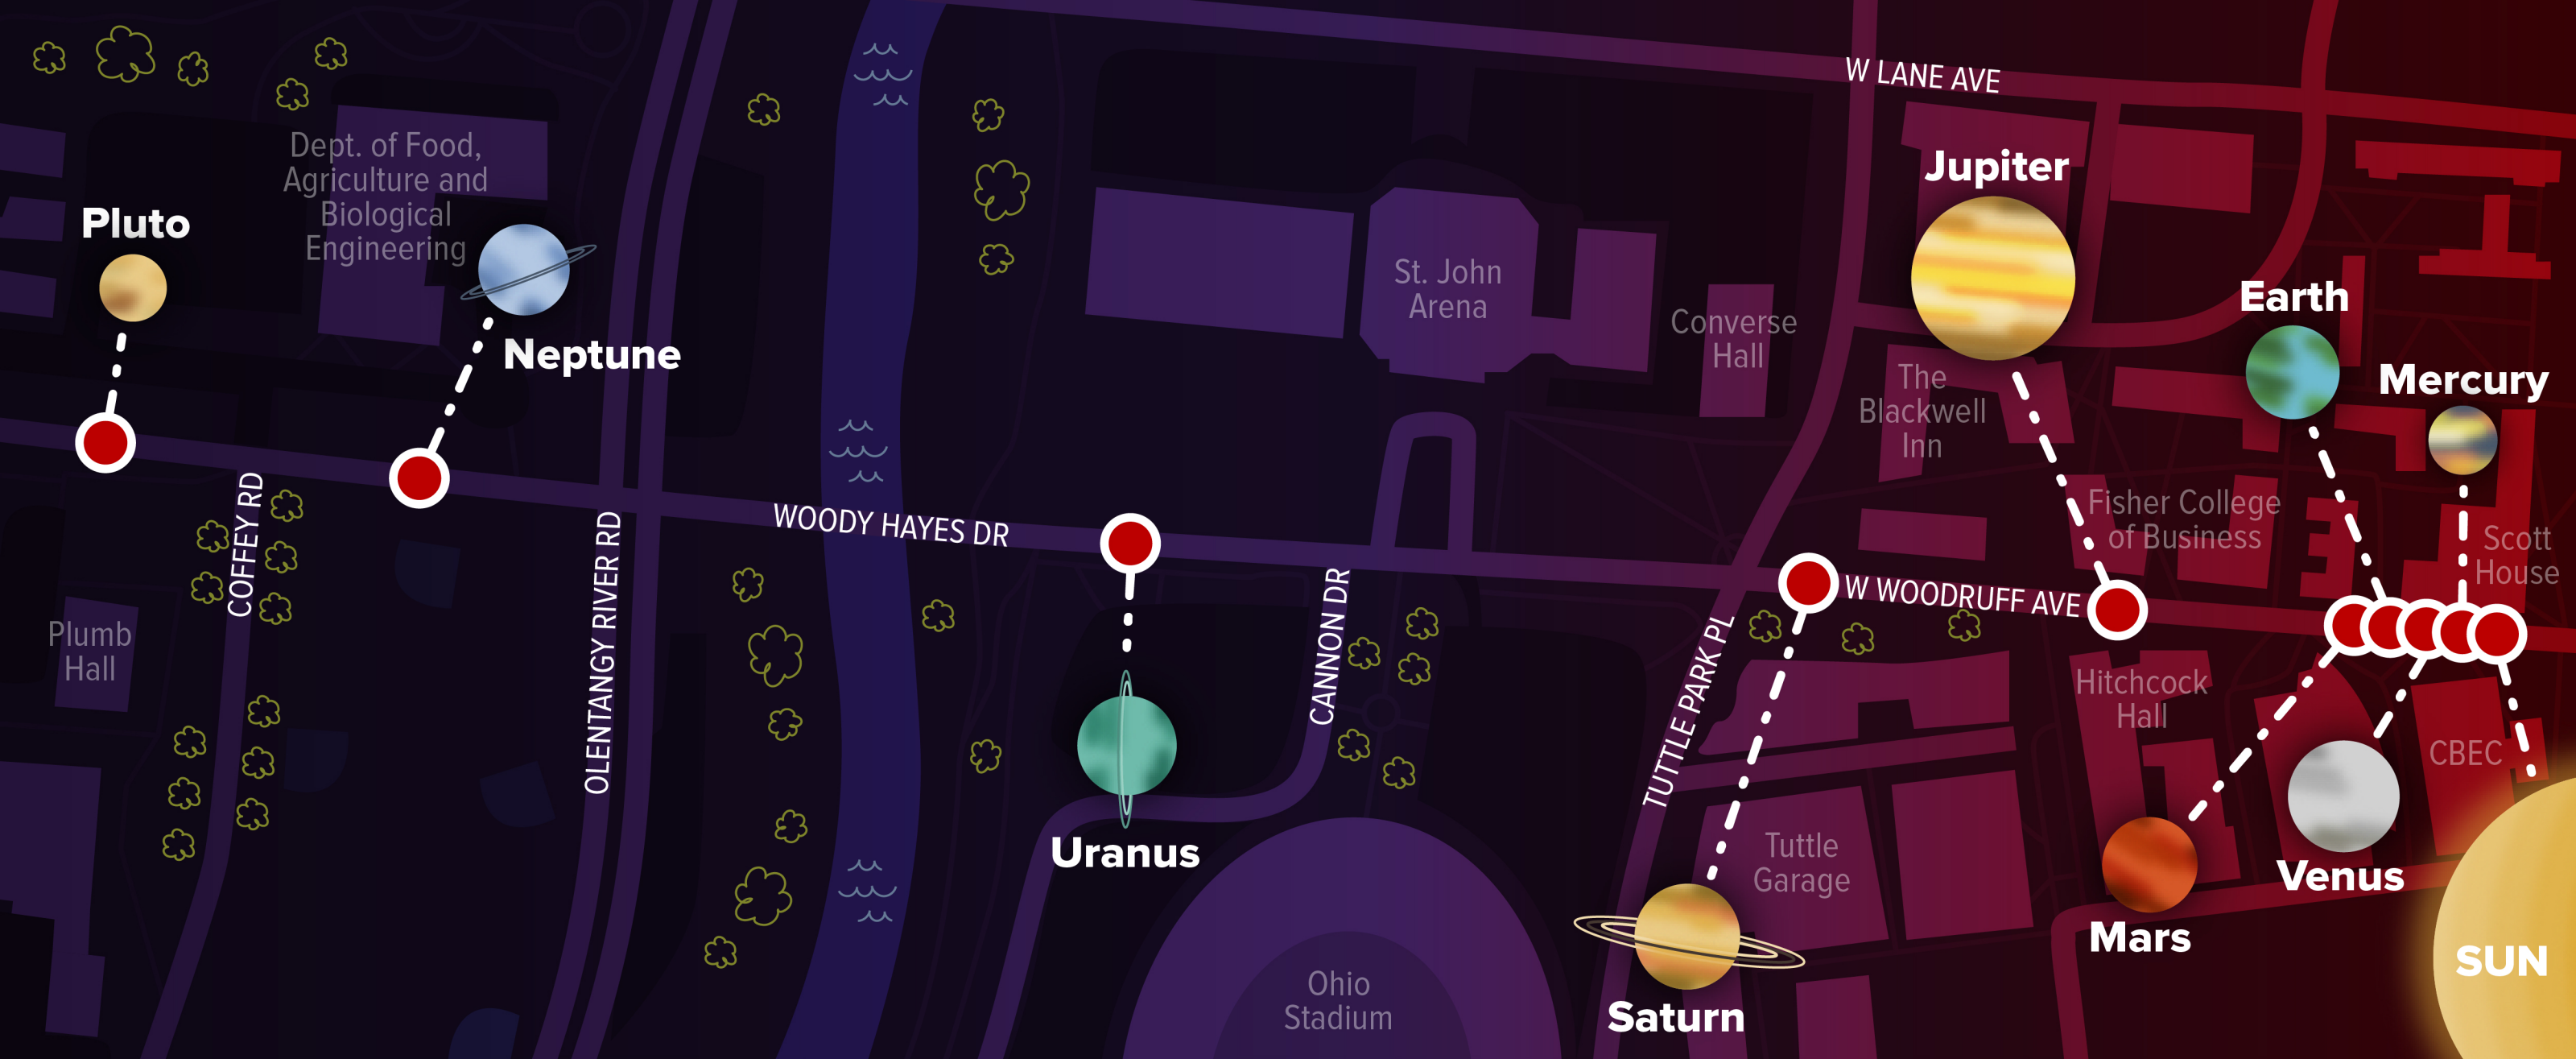 W LANE AVE
Dept. of Food,
Agriculture and
Biological
Engineering
Pluto
Neptune
Jupiter
St. John
Arena
Converse
Hall
Earth
Mercury
The
Blackwell
Inn
Fisher College
of Business
Scott
House
COFFEY RD
WOODY HAYES DR
OLENTANGY RIVER RD
CANNON DR
W WOODRUFF AVE
TUTTLE PARK PL
Plumb
Hall
Hitchcock
Hall
CBEC
Uranus
Tuttle
Garage
Venus
Mars
SUN
Ohio
Stadium
Saturn